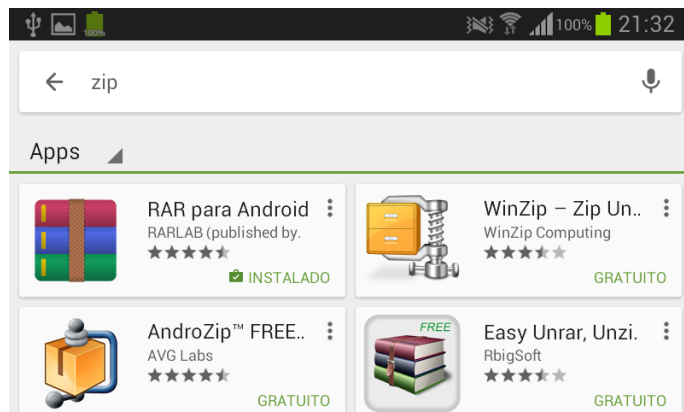 100% 100% 21:32
zip
Apps
RAR para Android
RARLAB (published by.
INSTALADO
WinZip – Zip Un..
WinZip Computing
GRATUITO
AndroZip™ FREE..
AVG Labs
GRATUITO
FREE
Easy Unrar, Unzi.
RbigSoft
GRATUITO